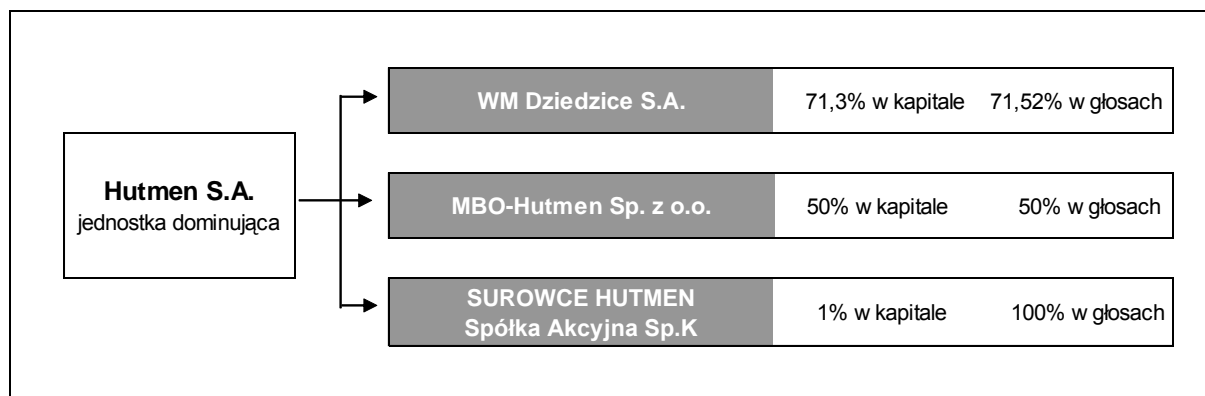 Hutmen S.A.
jednostka dominująca
WM Dziedzice S.A. 71,3% w kapitale 71,52% w głosach
MBO-Hutmen Sp. z o.o. 50% w kapitale 50% w głosach
SUROWCE HUTMEN
Spółka Akcyjna Sp.K 1% w kapitale 100% w głosach